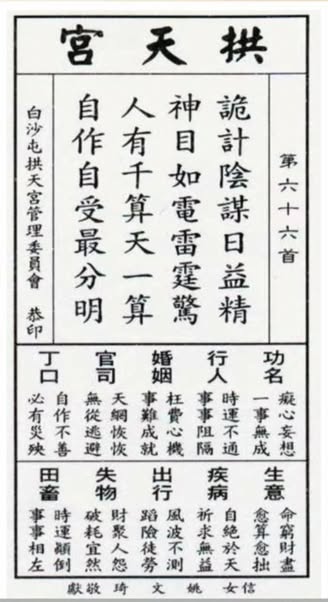 拱天宮
第六十六首
詭計陰謀日益精
神目如電雷霆驚
人有千算天一算
自作自受最分明
白沙屯拱天宮管理委員會 恭印
功名
癡心妄想
一事無成
行人
時運不通
事事阻隔
婚姻
枉費心機
事難成就
官司
天網恢恢
無從逃避
丁口
自作不善
必有災殃
生意
命窮財盡
愈算愈拙
疾病
自絕於天
祈求無益
出行
風波不測
蹈險徒勞
失物
財聚人怨
破耗宜然
田畜
時運顛倒
事事相左
信女姚文琦敬獻